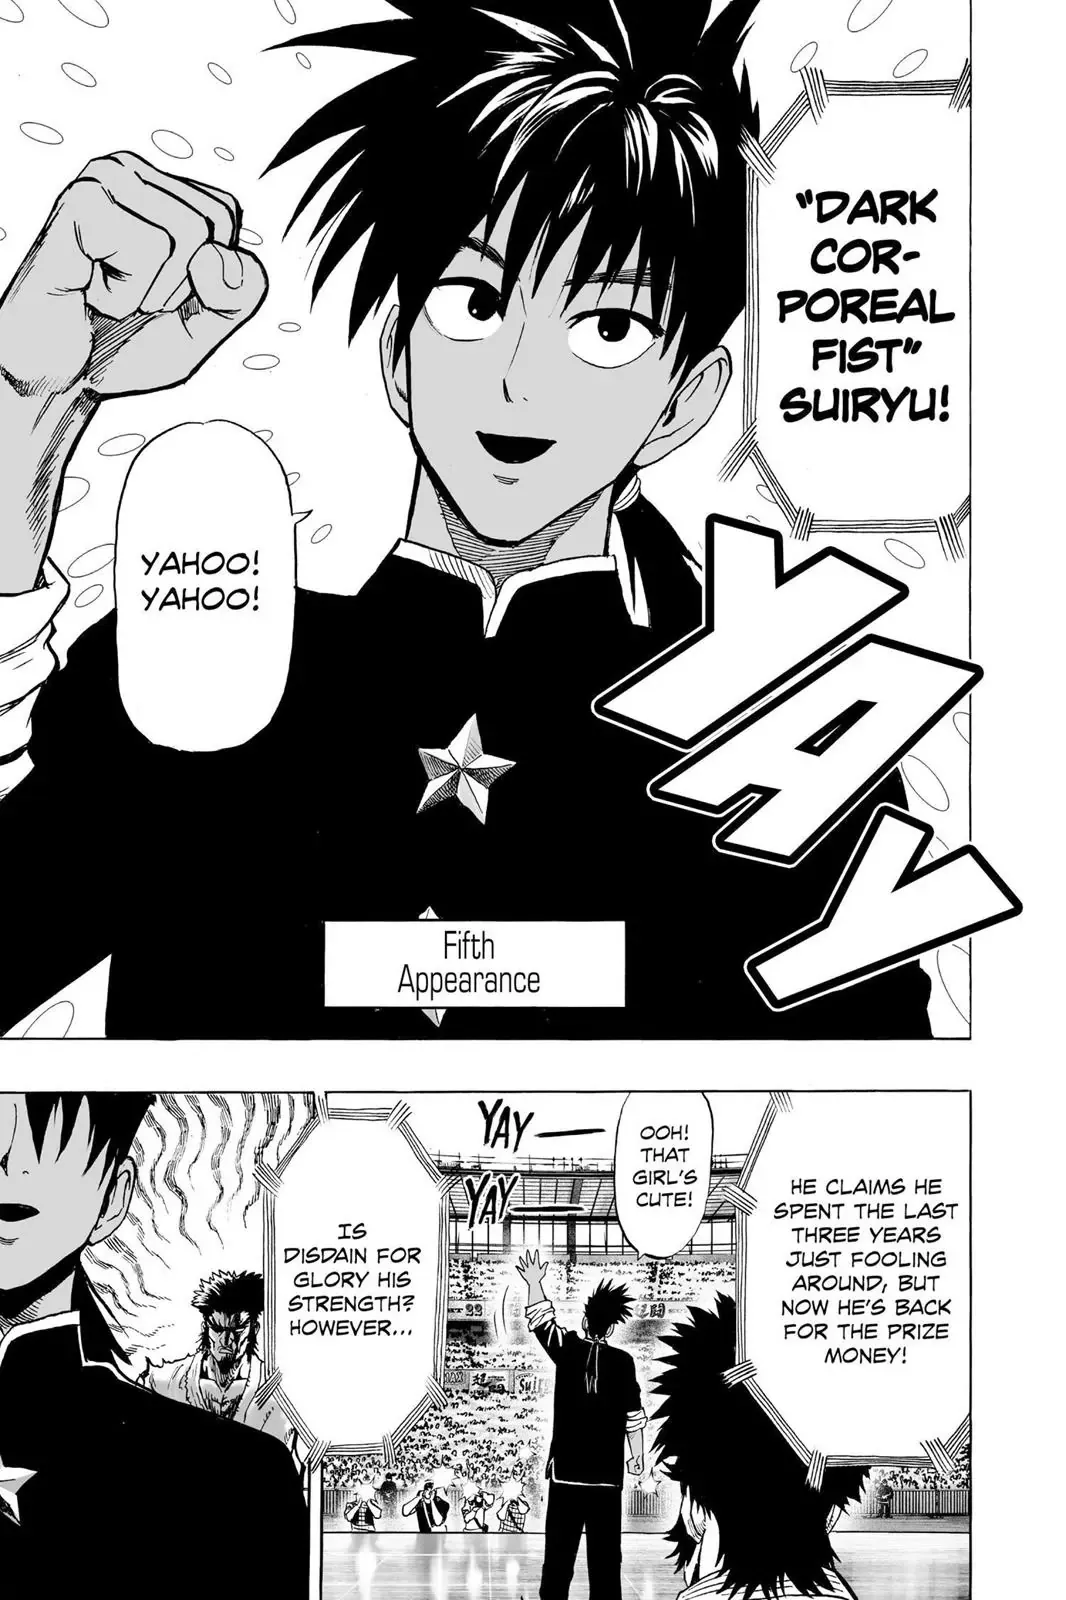 "DARK
COR-
POREAL
FIST"
SUIRYU!
YAHOO!
YAHOO!
YAY
Fifth
Appearance
HE CLAIMS HE
SPENT THE LAST
THREE YEARS
JUST FOOLING
AROUND, BUT
NOW HE'S BACK
FOR THE PRIZE
MONEY!
OOH!
THAT
GIRL'S
CUTE!
YAY
YAY
IS
DISDAIN FOR
GLORY HIS
STRENGTH?
HOWEVER...